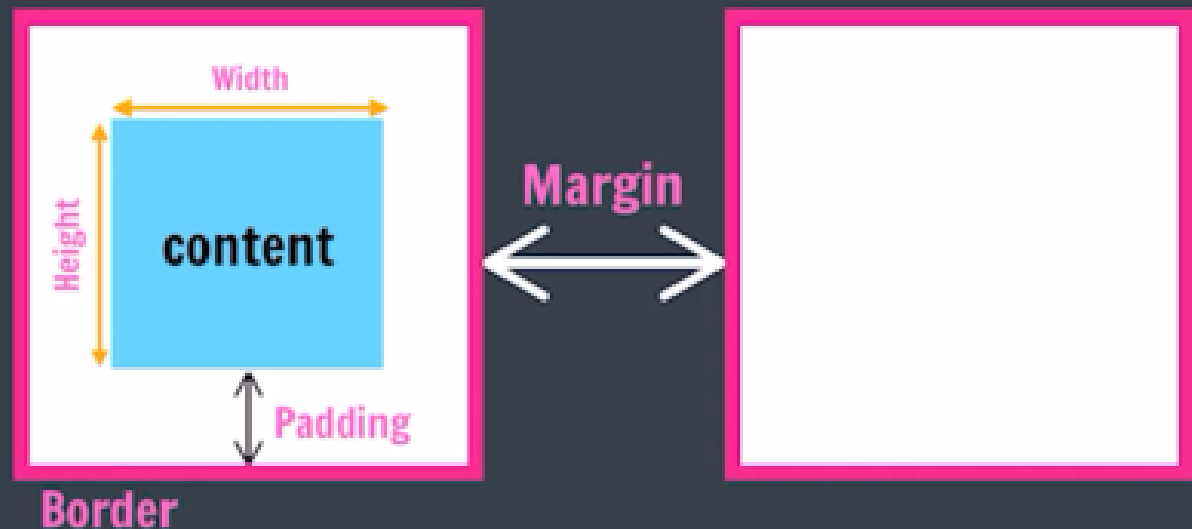 Width
Height
content
Margin
Padding
Border